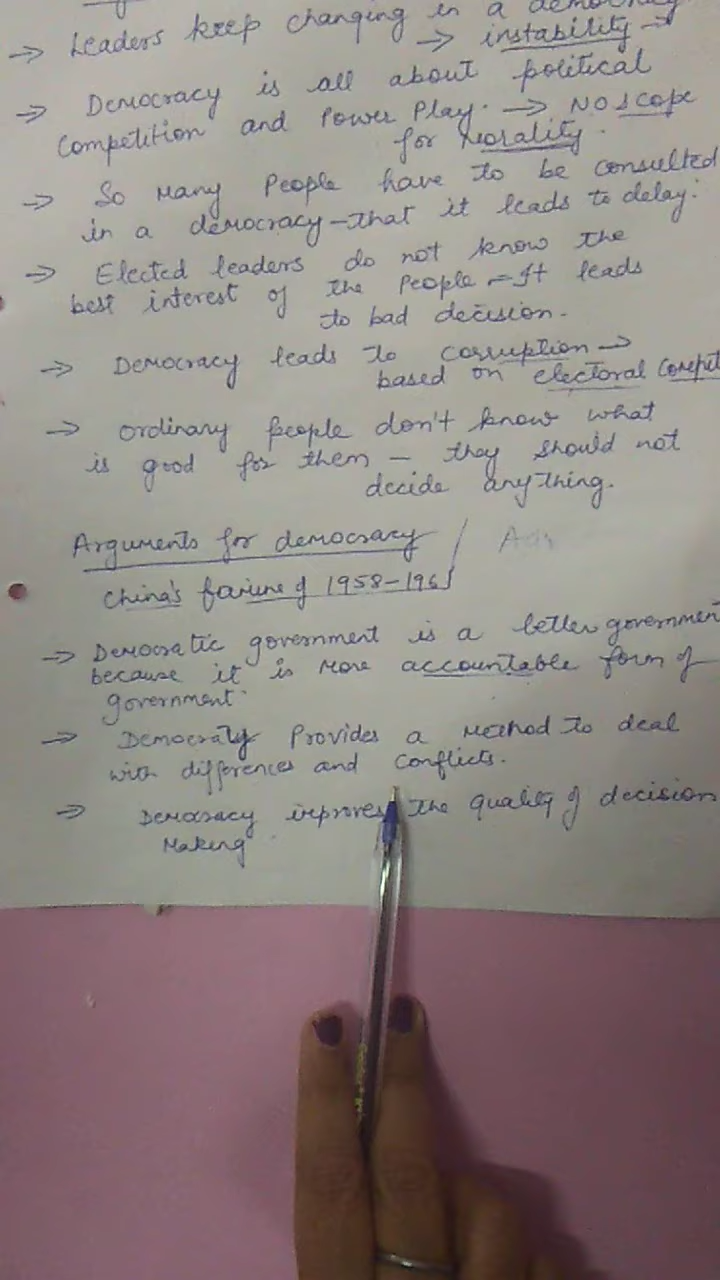 → Leaders keep changing in a democracy
→ instability →
→ Democracy is all about political
Competition and Power Play. → NO scope
for Morality.
→ So Many People have to be consulted
in a democracy - that it leads to delay.
→ Elected leaders do not know the
best interest of the People - It leads
to bad decision.
→ Democracy leads to corruption →
based on electoral Compet
→ Ordinary people don't know what
is good for them - they should not
decide anything.
Arguments for democracy /
China's famine of 1958-1961
→ Democratic government is a better government
because it is More accountable form of
government.
→ Democraty Provides a Method to deal
with differences and Conflicts.
→ Democracy improves the quality of decision
Making